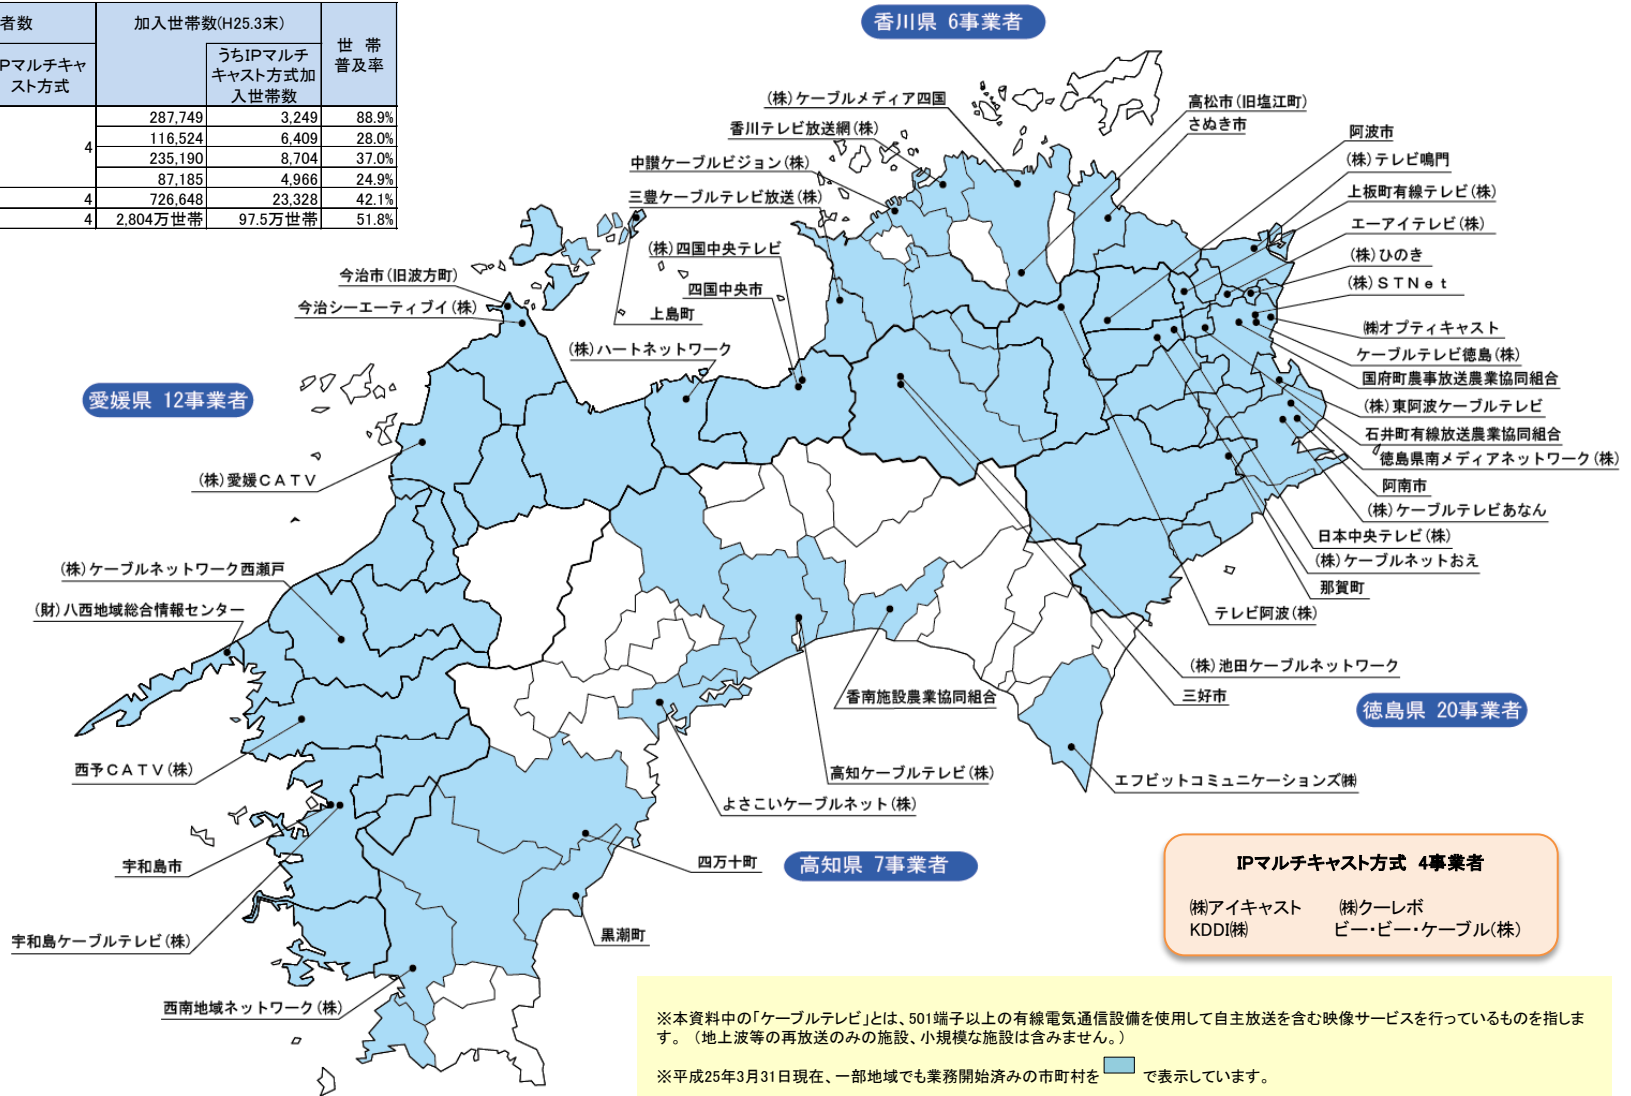 者数
加入世帯数(H25.3末)
世 帯
普及率
Pマルチキャ
スト方式
うちIPマルチ
キャスト方式加
入世帯数
287,749 3,249 88.9%
116,524 6,409 28.0%
4
235,190 8,704 37.0%
87,185 4,966 24.9%
4 726,648 23,328 42.1%
4 2,804万世帯 97.5万世帯 51.8%
香川県 6事業者
(株)ケーブルメディア四国
香川テレビ放送網(株)
中讃ケーブルビジョン(株)
三豊ケーブルテレビ放送(株)
高松市(旧塩江町)
さぬき市
阿波市
(株)テレビ鳴門
上板町有線テレビ(株)
エーアイテレビ(株)
(株)ひのき
(株)STNet
㈱オプティキャスト
ケーブルテレビ徳島(株)
国府町農事放送農業協同組合
(株)東阿波ケーブルテレビ
石井町有線放送農業協同組合
徳島県南メディアネットワーク(株)
阿南市
(株)ケーブルテレビあなん
日本中央テレビ(株)
(株)ケーブルネットおえ
那賀町
テレビ阿波(株)
(株)池田ケーブルネットワーク
三好市
徳島県 20事業者
(株)四国中央テレビ
四国中央市
上島町
今治市(旧波方町)
今治シーエーティブイ(株)
(株)ハートネットワーク
愛媛県 12事業者
(株)愛媛CATV
(株)ケーブルネットワーク西瀬戸
(財)八西地域総合情報センター
西予CATV(株)
宇和島市
宇和島ケーブルテレビ(株)
香南施設農業協同組合
高知ケーブルテレビ(株)
よさこいケーブルネット(株)
エフビットコミュニケーションズ㈱
四万十町
高知県 7事業者
黒潮町
西南地域ネットワーク(株)
IPマルチキャスト方式 4事業者
㈱アイキャスト ㈱クーレボ
KDDI㈱ ビー・ビー・ケーブル(株)
※本資料中の「ケーブルテレビ」とは、501端子以上の有線電気通信設備を使用して自主放送を含む映像サービスを行っているものを指しま
す。(地上波等の再放送のみの施設、小規模な施設は含みません。)
※平成25年3月31日現在、一部地域でも業務開始済みの市町村を で表示しています。